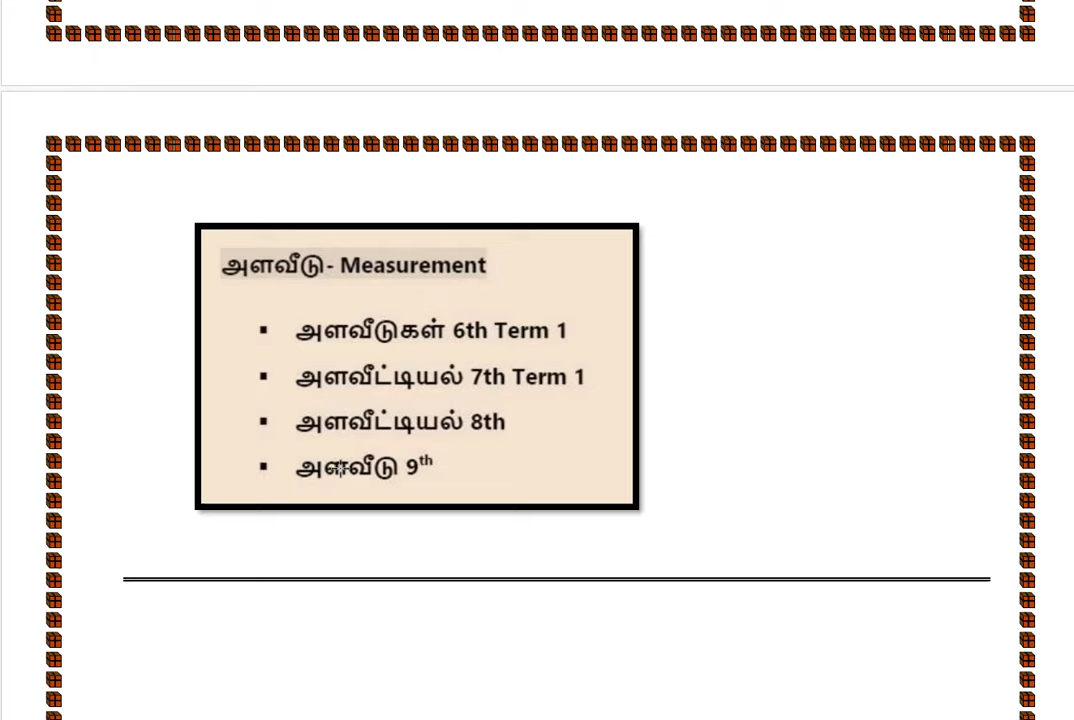 அளவீடு- Measurement
▪ அளவீடுகள் 6th Term 1
▪ அளவீட்டியல் 7th Term 1
▪ அளவீட்டியல் 8th
▪ அளவீடு 9th